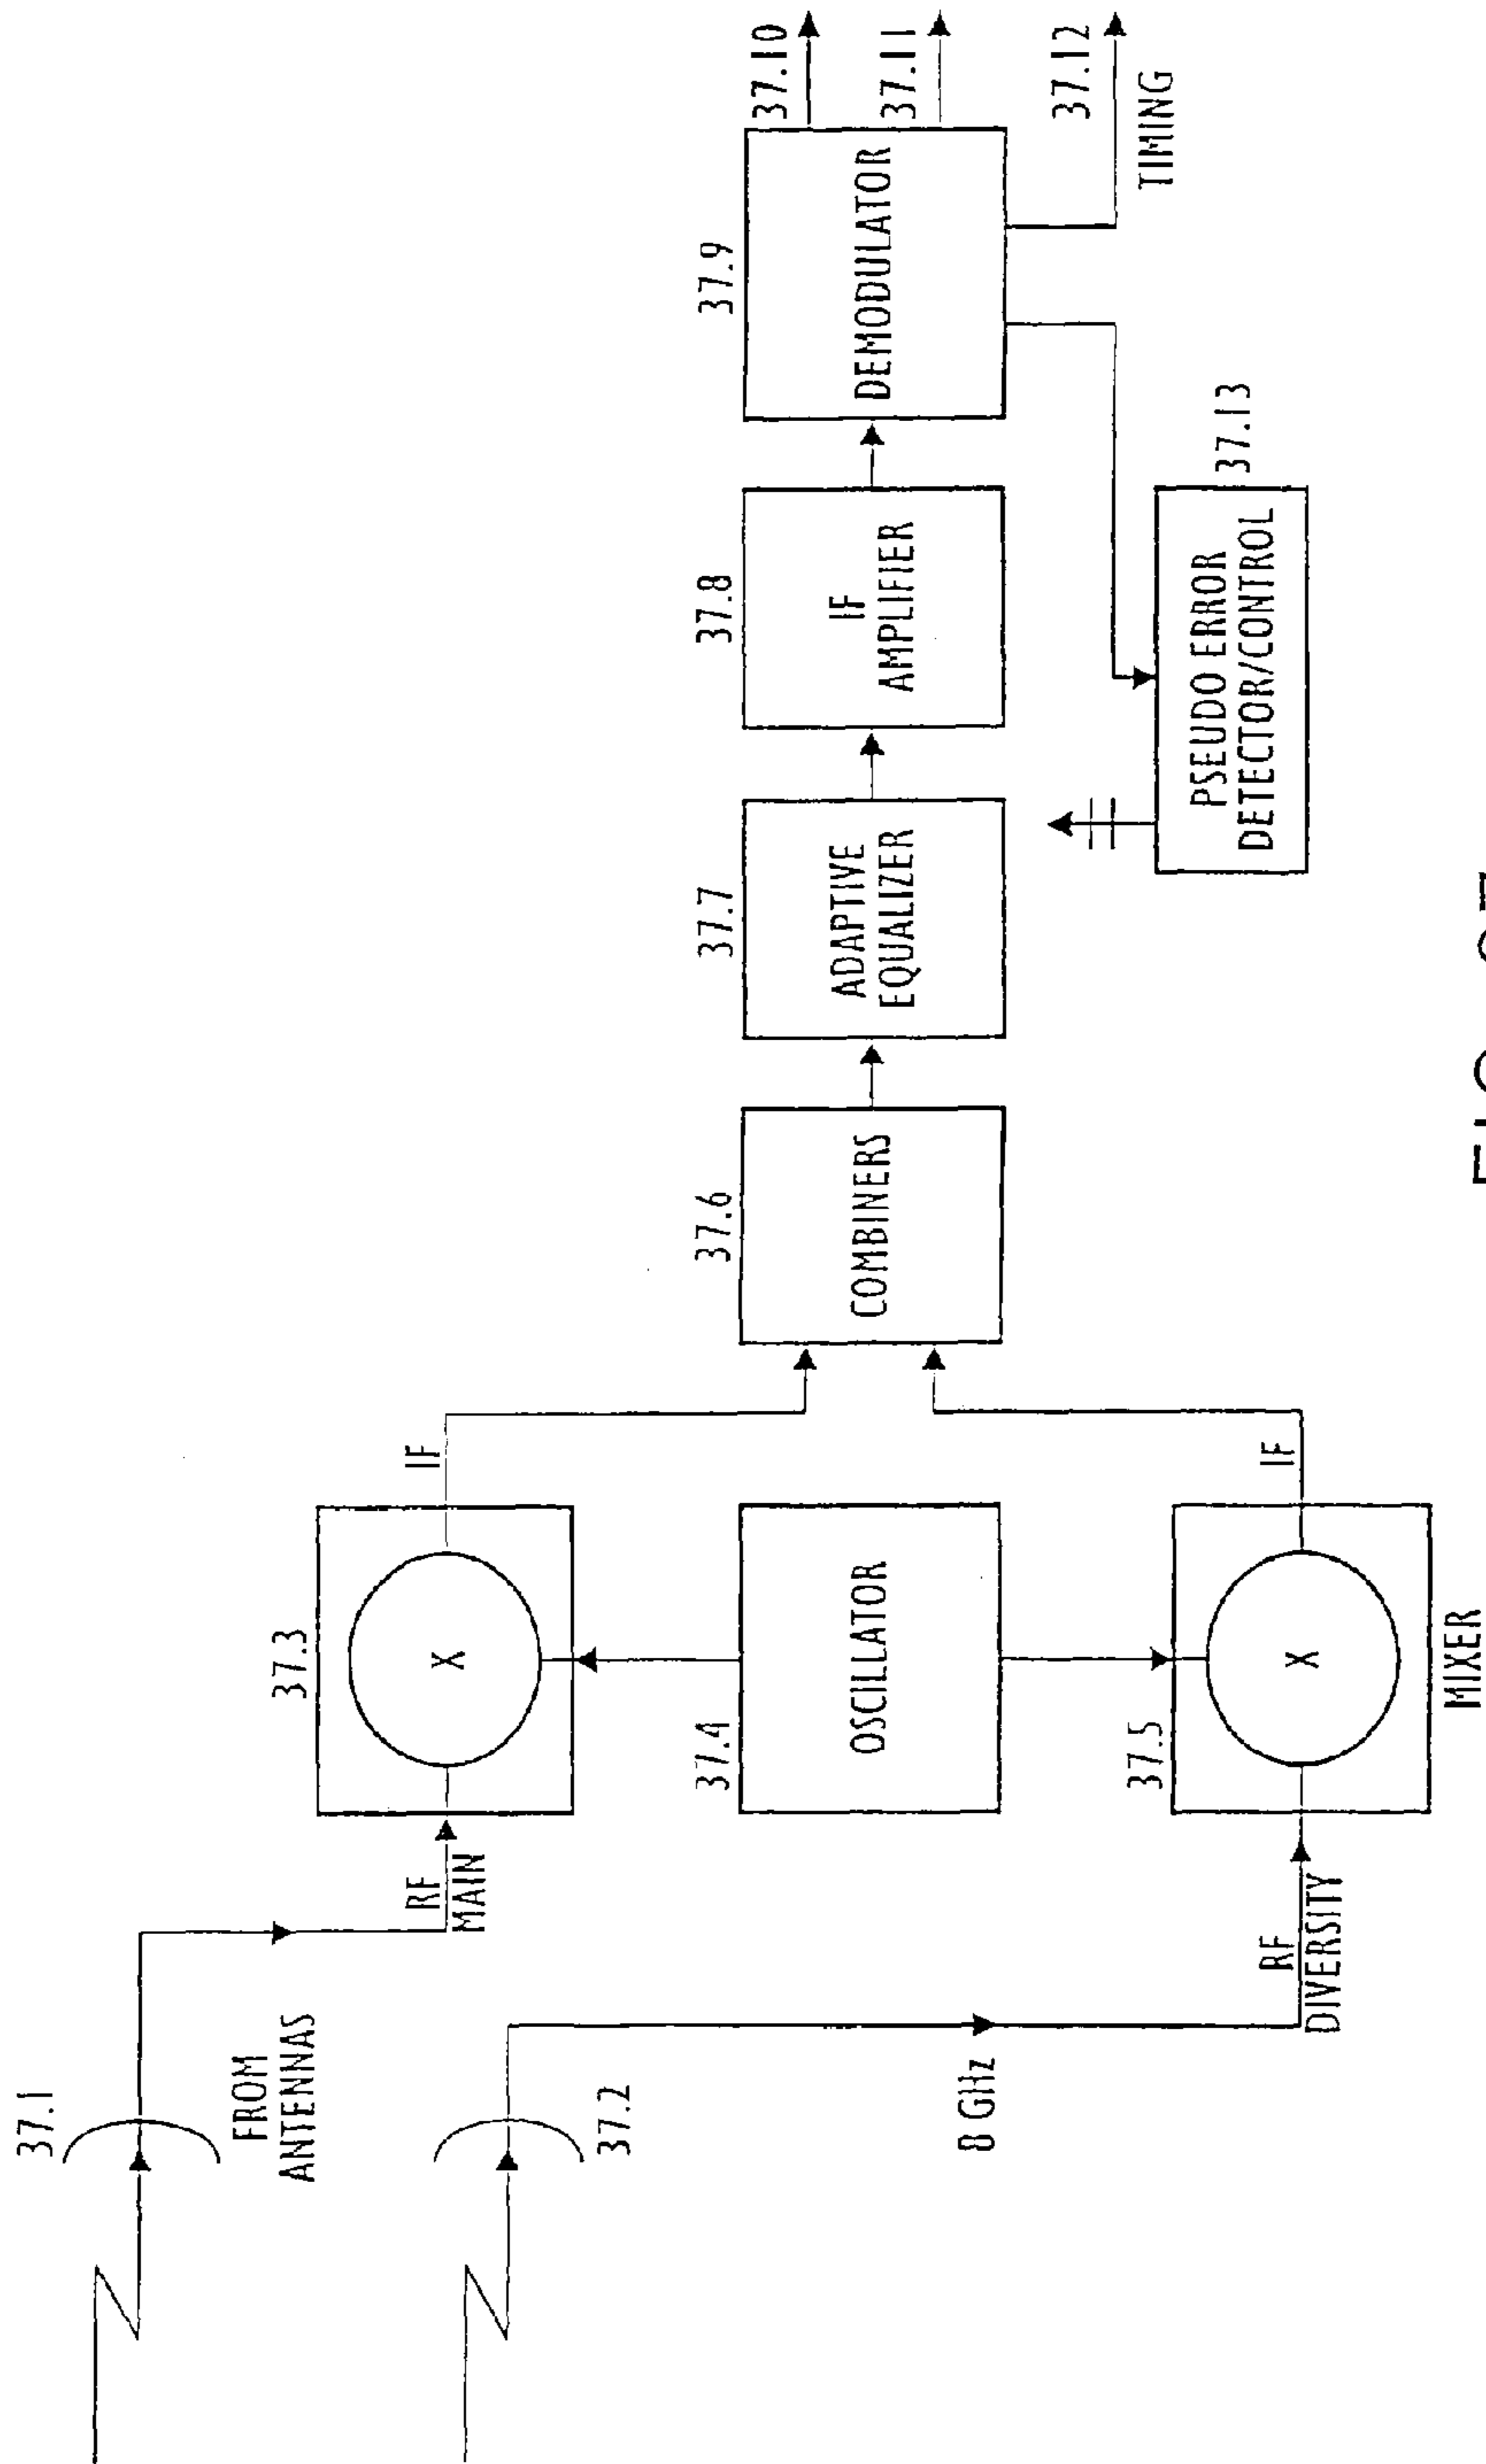 37.1
FROM
ANTENNAS
37.2
8 GHz
RF
MAIN
RF
DIVERSITY
37.3
X
IF
37.4
OSCILLATOR
37.5
X
IF
MIXER
37.6
COMBINERS
37.7
ADAPTIVE
EQUALIZER
37.8
IF
AMPLIFIER
37.9
DEMODULATOR
37.10
37.11
37.12
TIMING
37.13
PSEUDO ERROR
DETECTOR/CONTROL